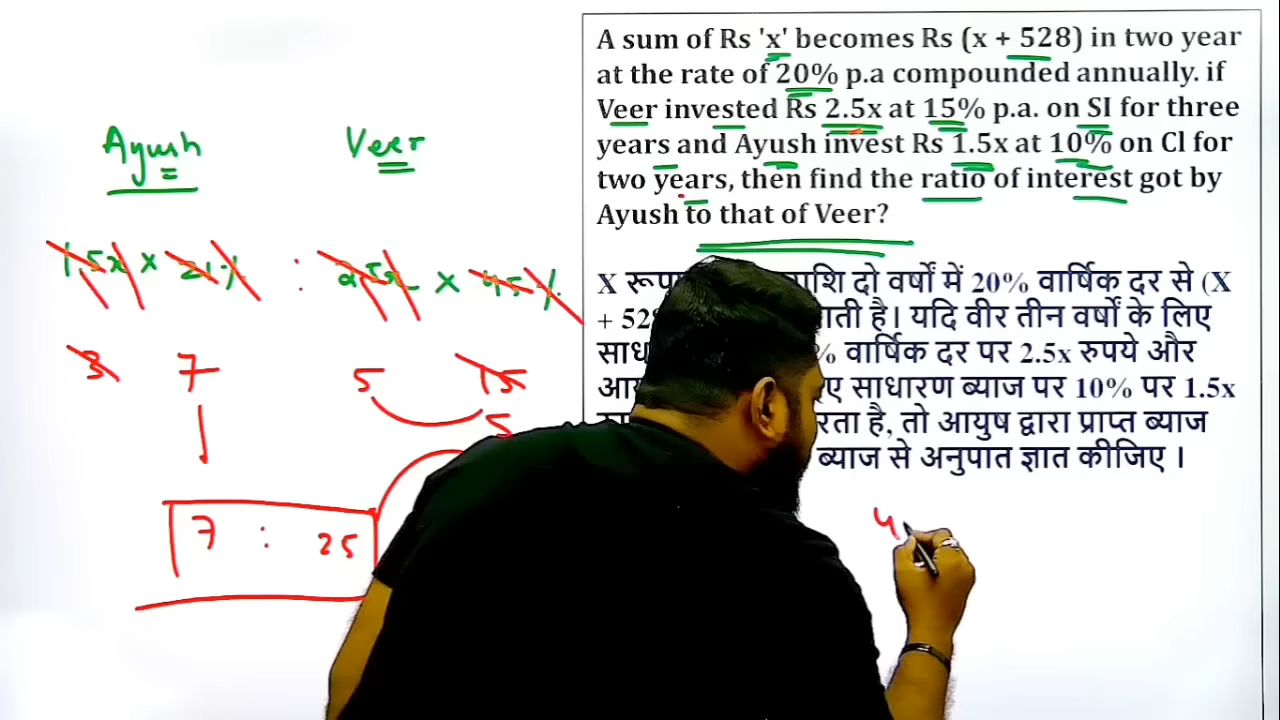 A sum of Rs 'x' becomes Rs (x + 528) in two year
at the rate of 20% p.a compounded annually. if
Veer invested Rs 2.5x at 15% p.a. on SI for three
years and Ayush invest Rs 1.5x at 10% on CI for
two years, then find the ratio of interest got by
Ayush to that of Veer?
Ayush Veer
1.5x × 21% : 2.5x × 45%
3 7 5 15
5
7 : 25
X दो वर्षों में 20% वार्षिक दर से (X
है। यदि वीर तीन वर्षों के लिए
वार्षिक दर पर 2.5x रुपये और
साधारण ब्याज पर 10% पर 1.5x
है, तो आयुष द्वारा प्राप्त ब्याज
ब्याज से अनुपात ज्ञात कीजिए ।